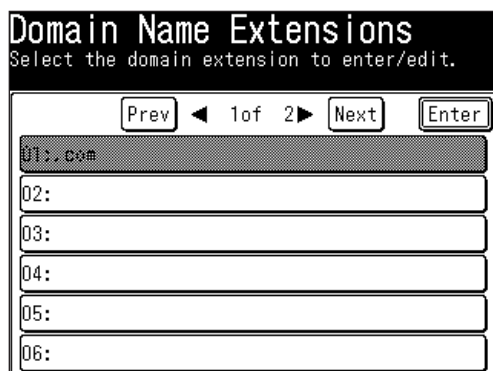 Domain Name Extensions
Select the domain extension to enter/edit.
Prev ◀ 1of 2▶ Next Enter
01:.com
02:
03:
04:
05:
06: